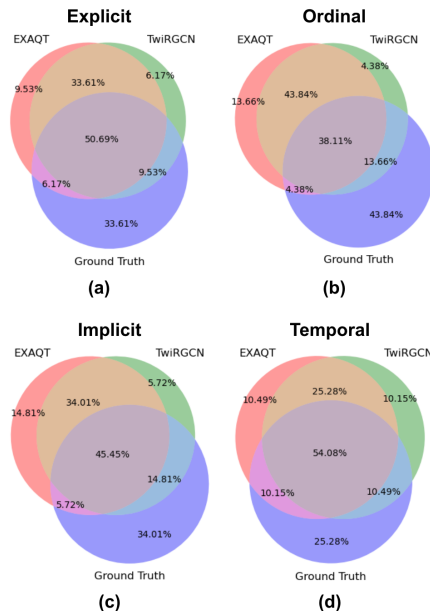 Explicit
EXAQT
TwiRGCN
6.17%
9.53%
33.61%
50.69%
9.53%
6.17%
33.61%
Ground Truth
(a)
Ordinal
EXAQT
TwiRGCN
4.38%
13.66%
43.84%
38.11%
13.66%
4.38%
43.84%
Ground Truth
(b)
Implicit
EXAQT
TwiRGCN
5.72%
14.81%
34.01%
45.45%
14.81%
5.72%
34.01%
Ground Truth
(c)
Temporal
EXAQT
TwiRGCN
25.28%
10.49%
10.15%
54.08%
10.15%
10.49%
25.28%
Ground Truth
(d)